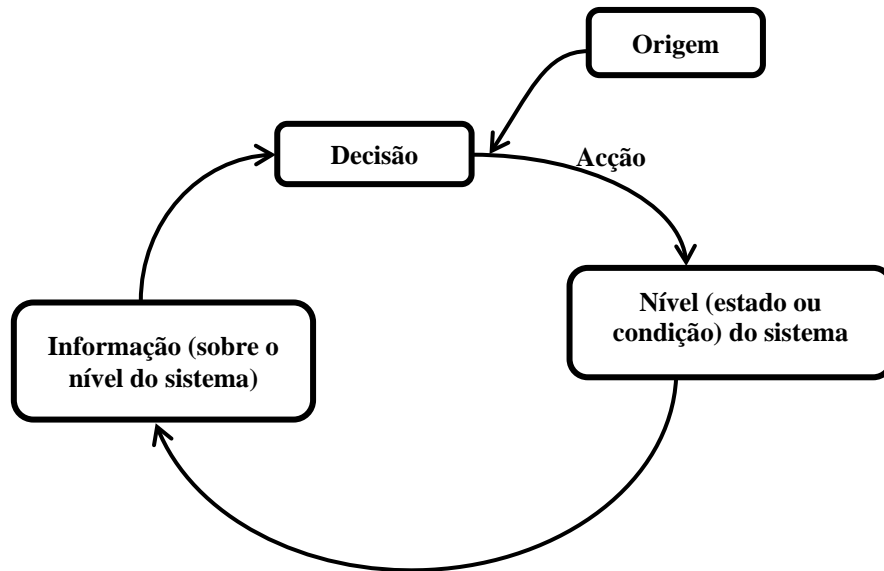 Origem
Decisão
Acção
Nível (estado ou
condição) do sistema
Informação (sobre o
nível do sistema)